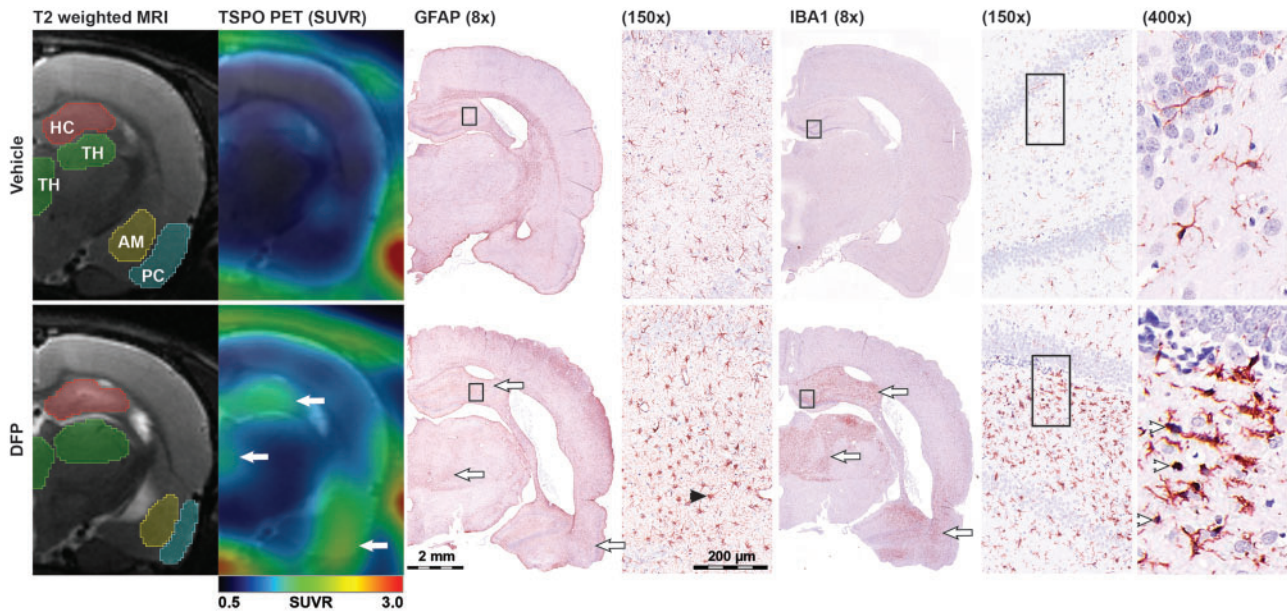 T2 weighted MRI TSPO PET (SUVR) GFAP (8x) (150x) IBA1 (8x) (150x) (400x)
Vehicle
HC
TH
TH
AM
PC
DFP
2 mm 200 μm
0.5 SUVR 3.0